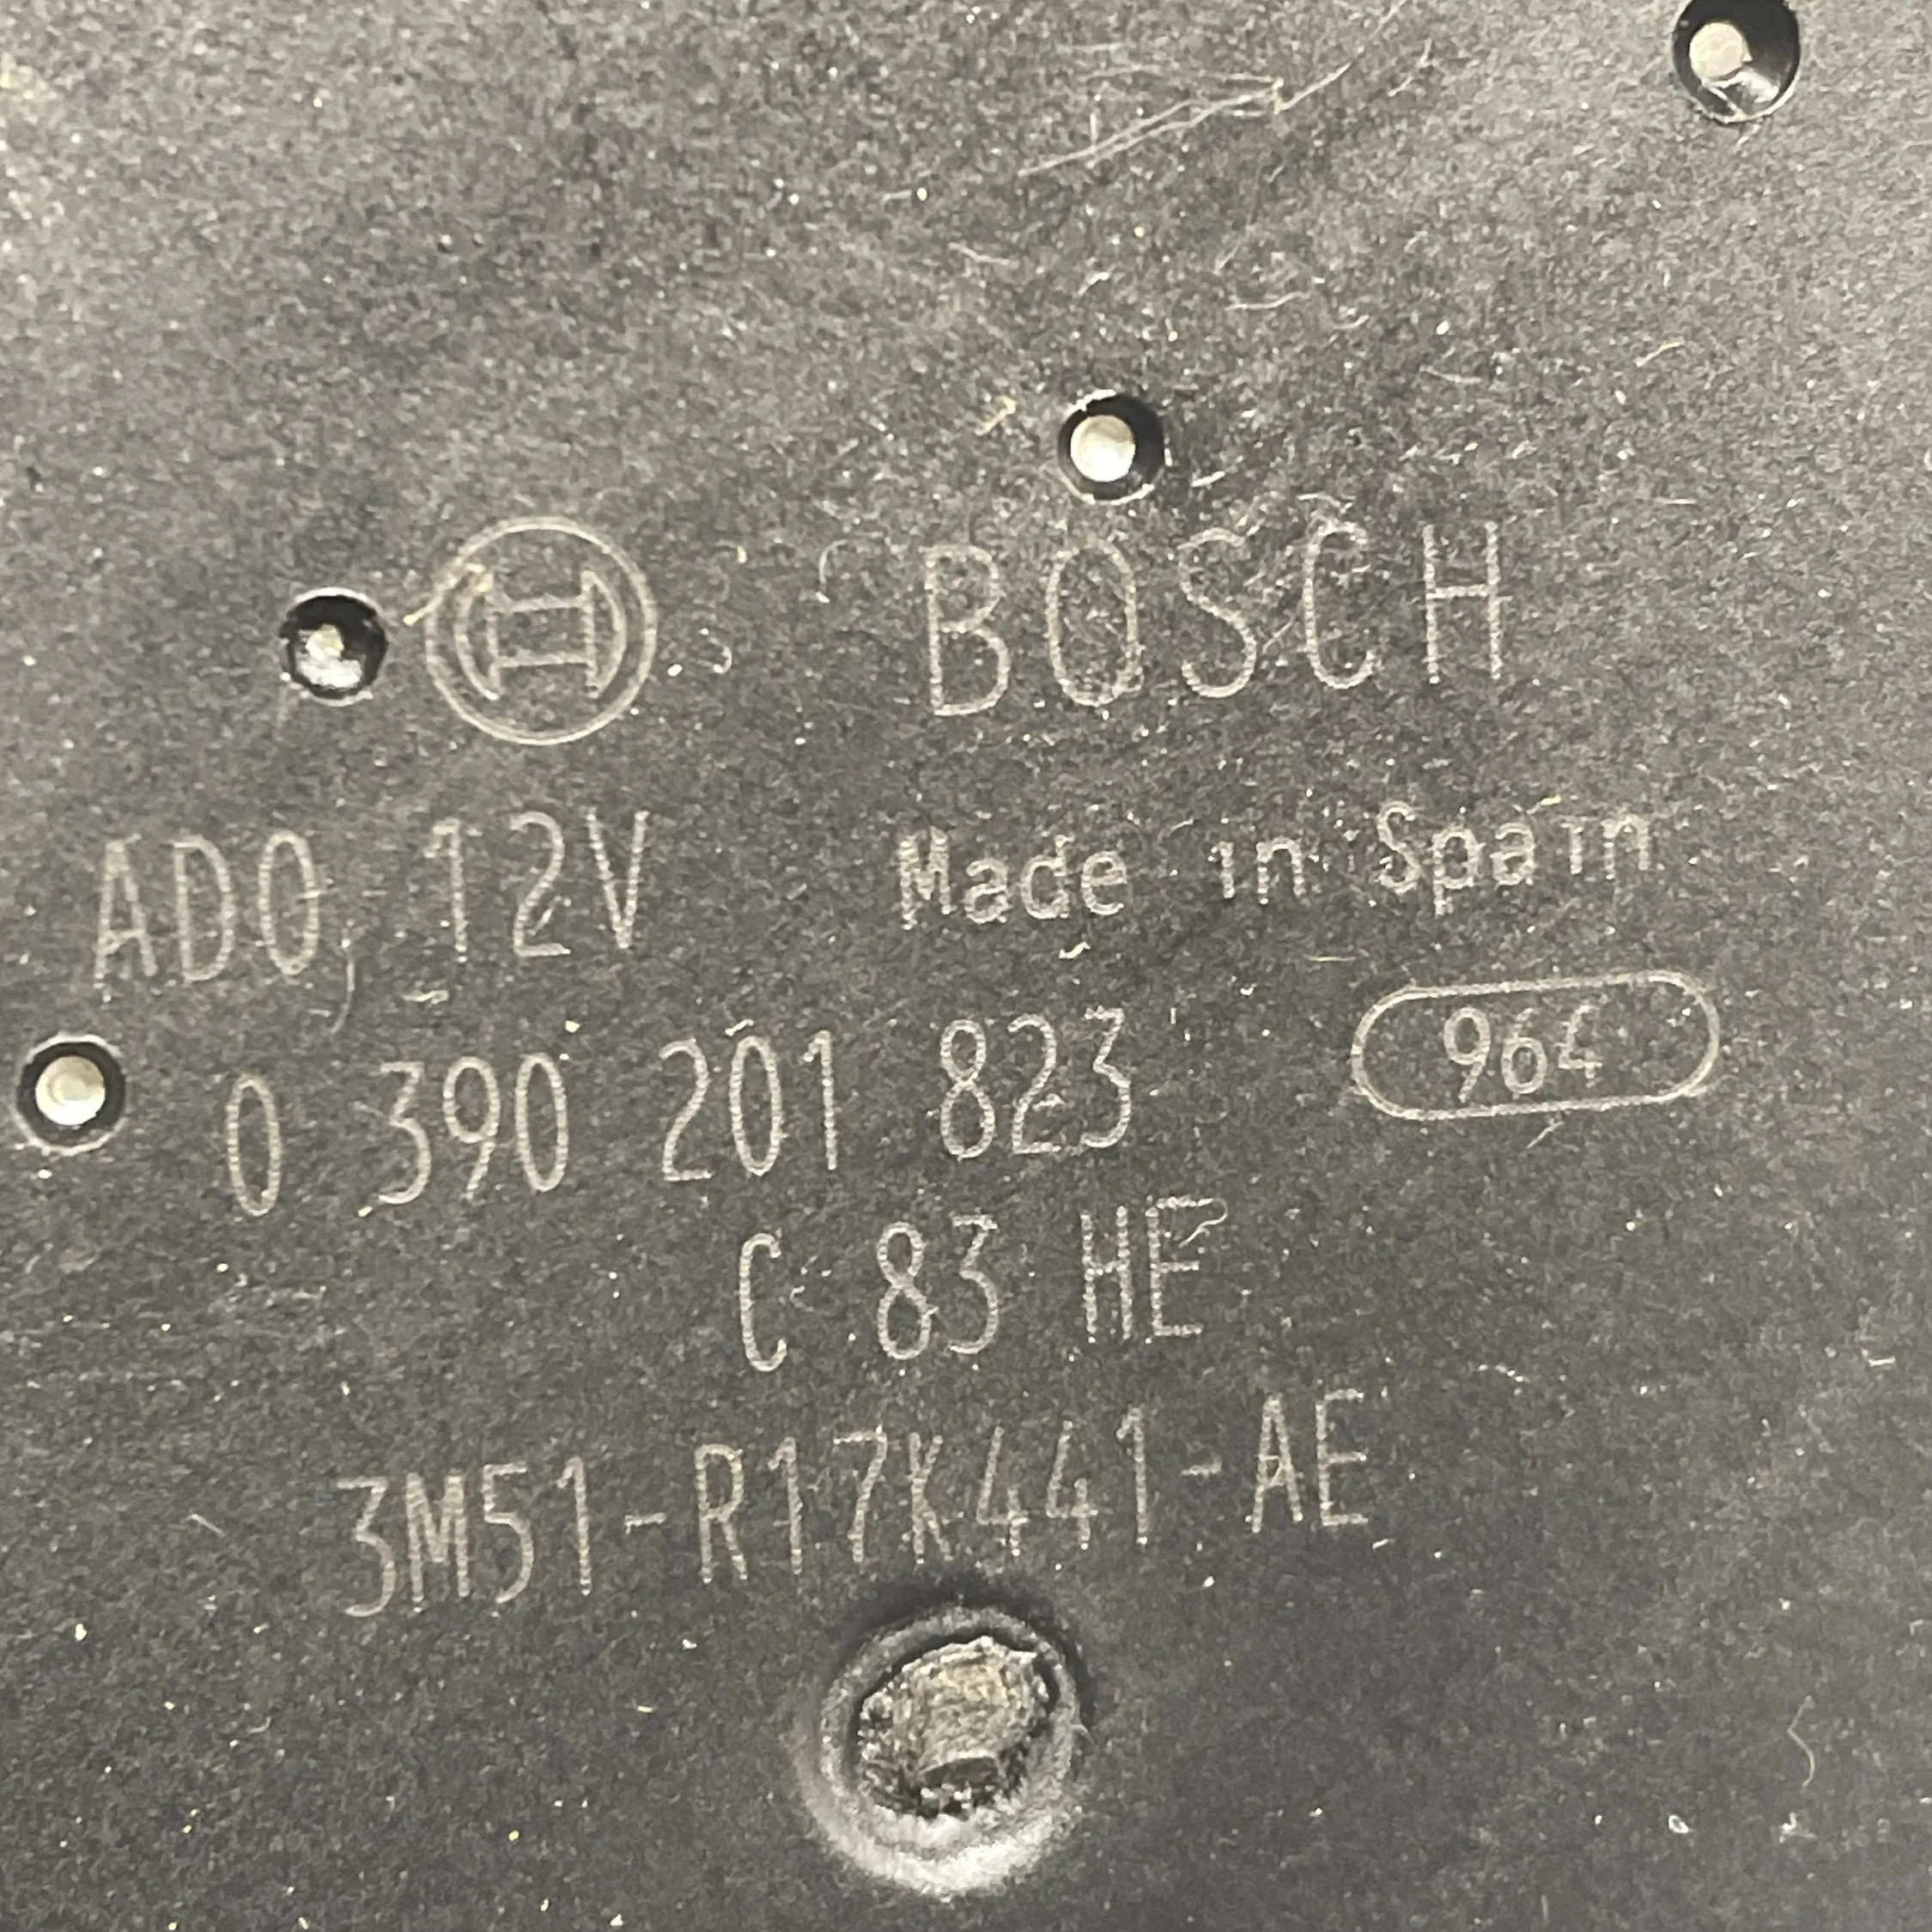 BOSCH
ADO, 12V Made in Spain
0 390 201 823 964
C 83 HE
3M51-R17K441-AE